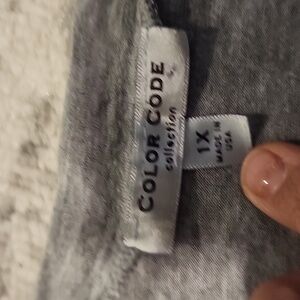 COLOR CODE
collection
1X
MADE IN
USA